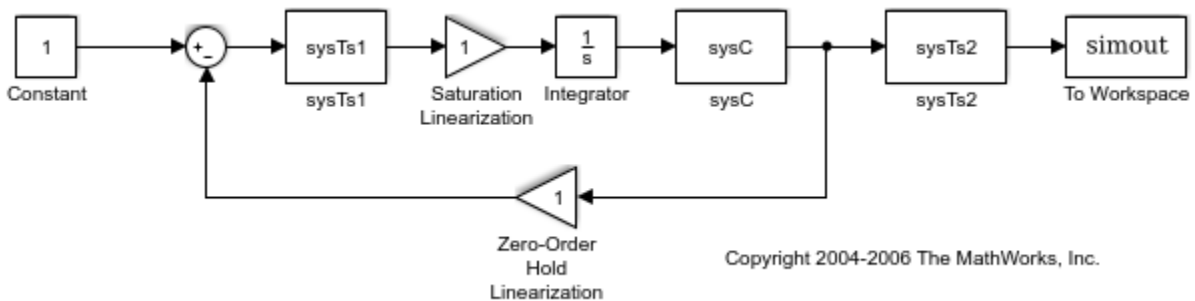 1
Constant
+
−
sysTs1
sysTs1
1
Saturation
Linearization
1
s
Integrator
sysC
sysC
sysTs2
sysTs2
simout
To Workspace
1
Zero-Order
Hold
Linearization
Copyright 2004-2006 The MathWorks, Inc.